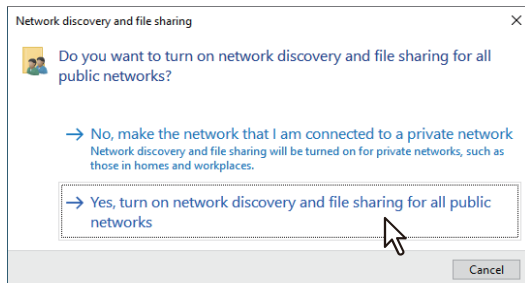 Network discovery and file sharing
Do you want to turn on network discovery and file sharing for all
public networks?
No, make the network that I am connected to a private network
Network discovery and file sharing will be turned on for private networks, such as
those in homes and workplaces.
Yes, turn on network discovery and file sharing for all public
networks
Cancel